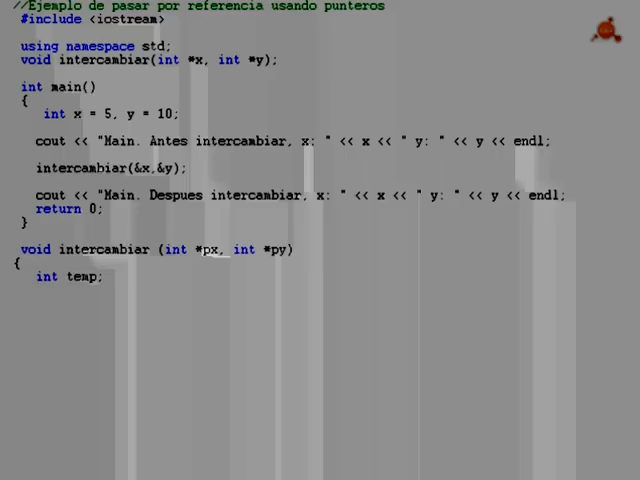 //Ejemplo de pasar por referencia usando punteros
#include <iostream>
using namespace std;
void intercambiar(int *x, int *y);
int main()
{
int x = 5, y = 10;
cout << "Main. Antes intercambiar, x: " << x << " y: " << y << endl;
intercambiar(&x,&y);
cout << "Main. Despues intercambiar, x: " << x << " y: " << y << endl;
return 0;
}
void intercambiar (int *px, int *py)
{
int temp;